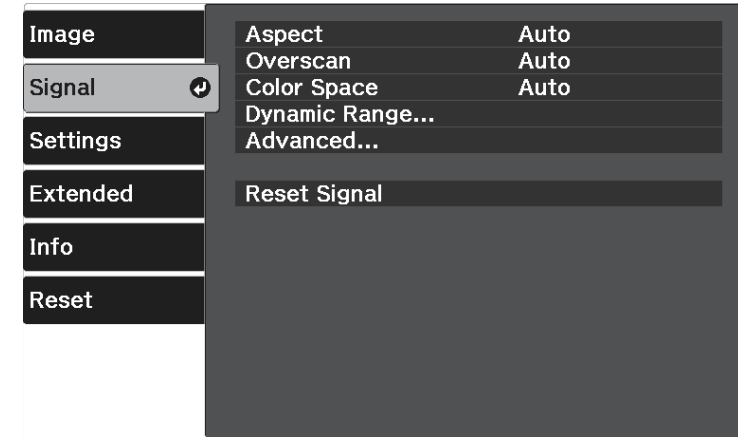 Image
Signal
Settings
Extended
Info
Reset
Aspect Auto
Overscan Auto
Color Space Auto
Dynamic Range...
Advanced...
Reset Signal